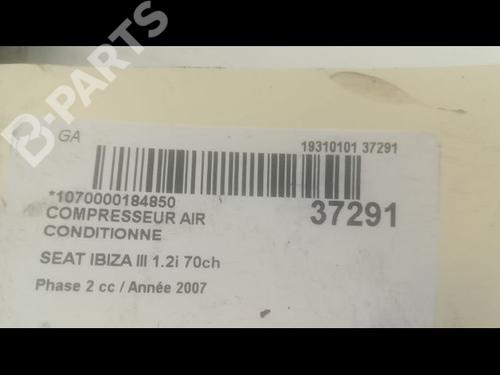 B-PARTS
GA
19310101 37291
*1070000184850
37291
COMPRESSEUR AIR
CONDITIONNE
SEAT IBIZA III 1.2i 70ch
Phase 2 cc / Année 2007